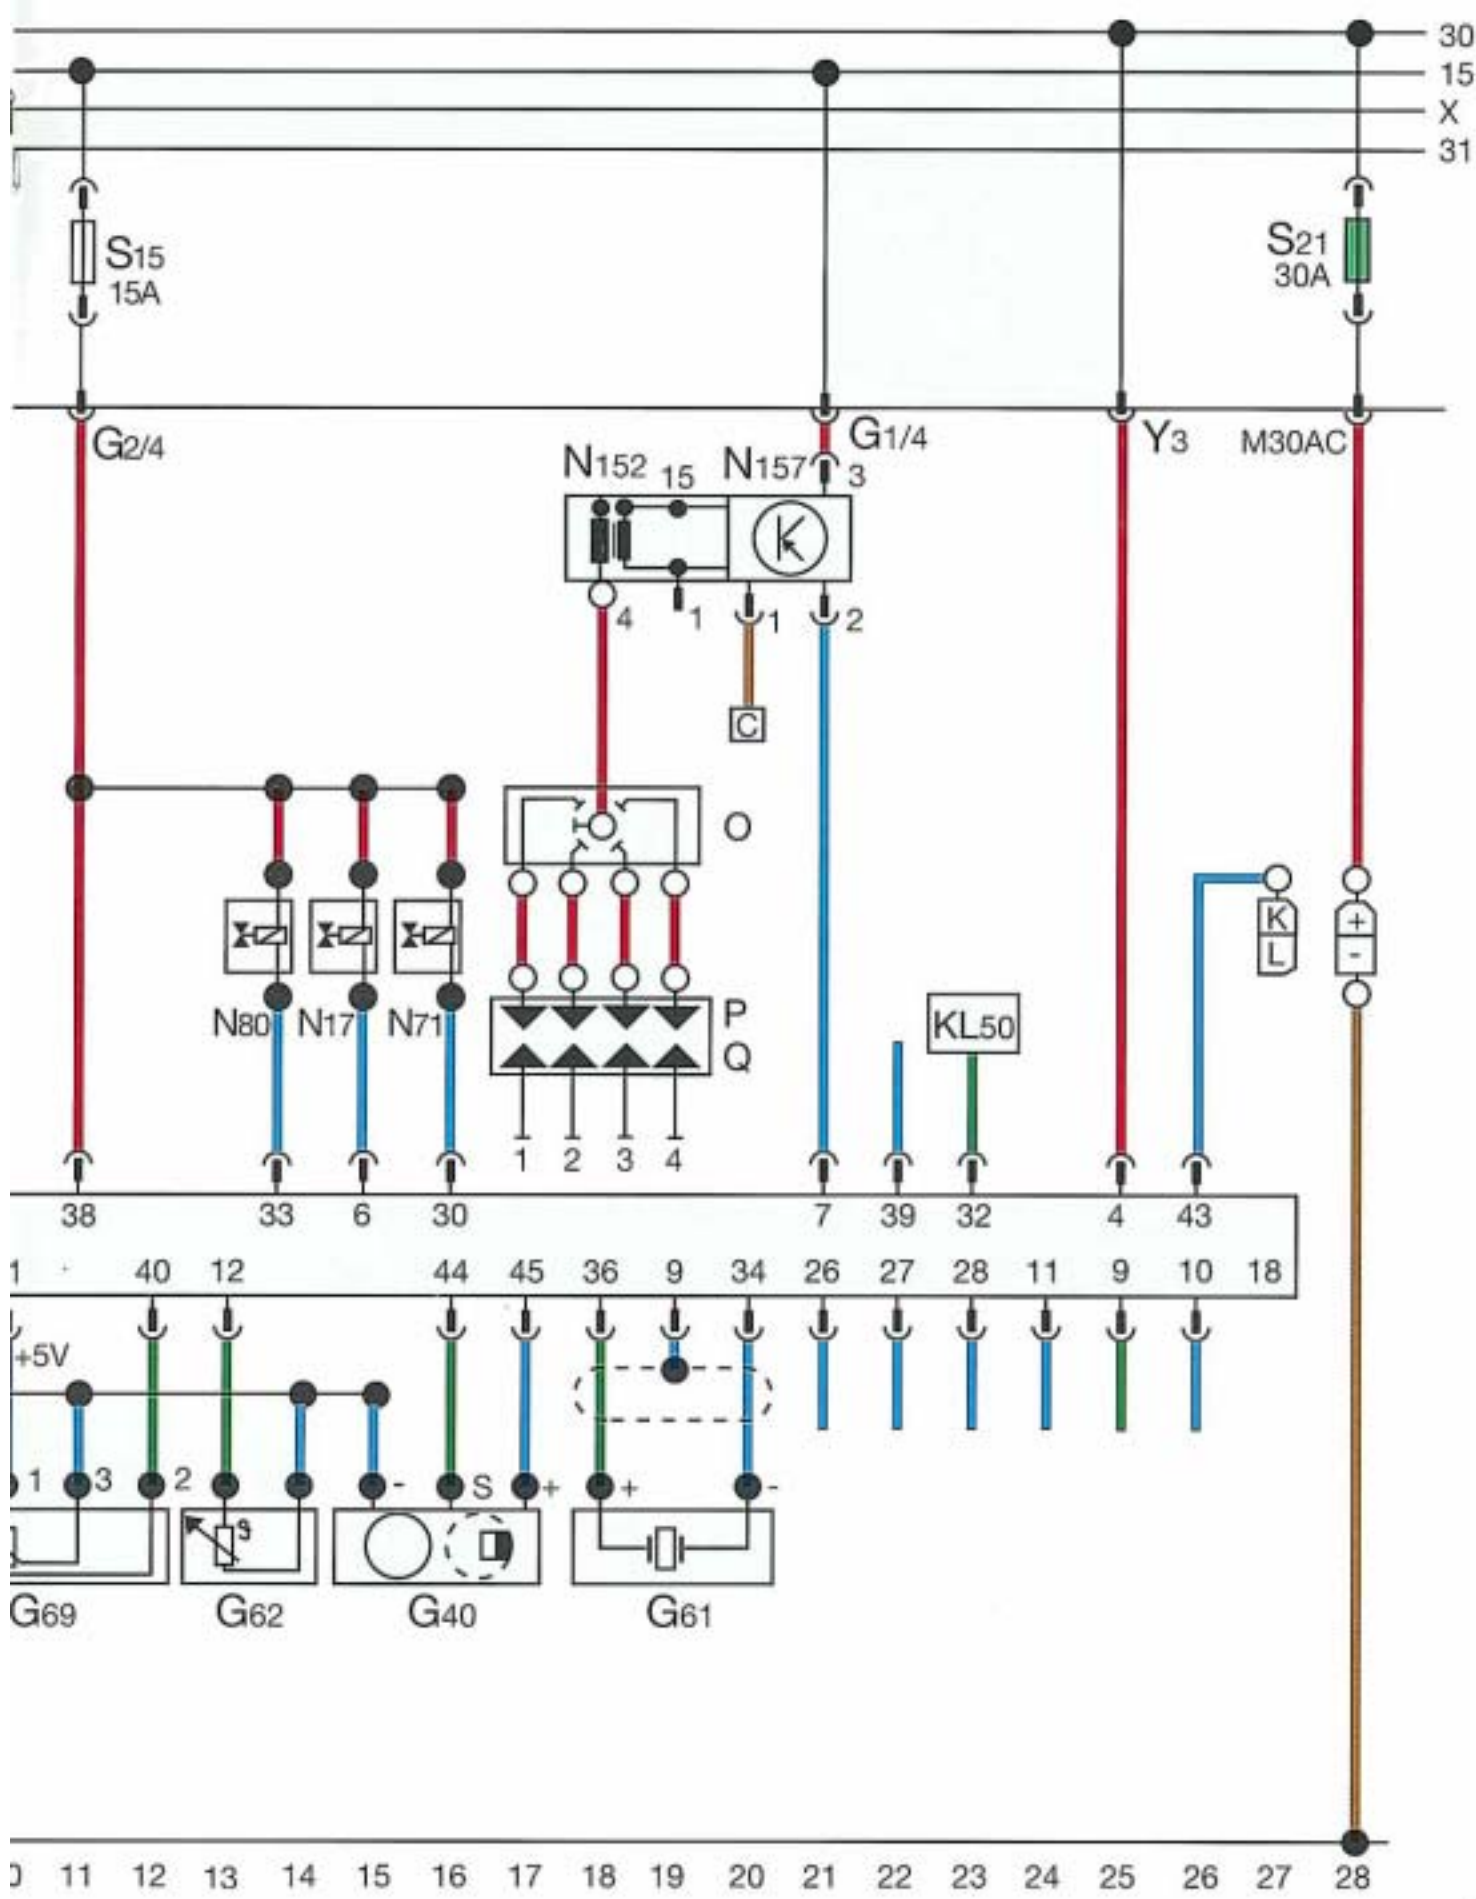 30
15
X
31
S15
15A
S21
30A
G2/4
G1/4
Y3
M30AC
N152 15 N157 3
K
4 1 1 2
C
O
K
L
+
-
N80 N17 N71
P
Q
KL50
1 2 3 4
38 33 6 30 7 39 32 4 43
1 40 12 44 45 36 9 34 26 27 28 11 9 10 18
+5V
1 3 2 - S + + -
ϑ
G69 G62 G40 G61
11 12 13 14 15 16 17 18 19 20 21 22 23 24 25 26 27 28